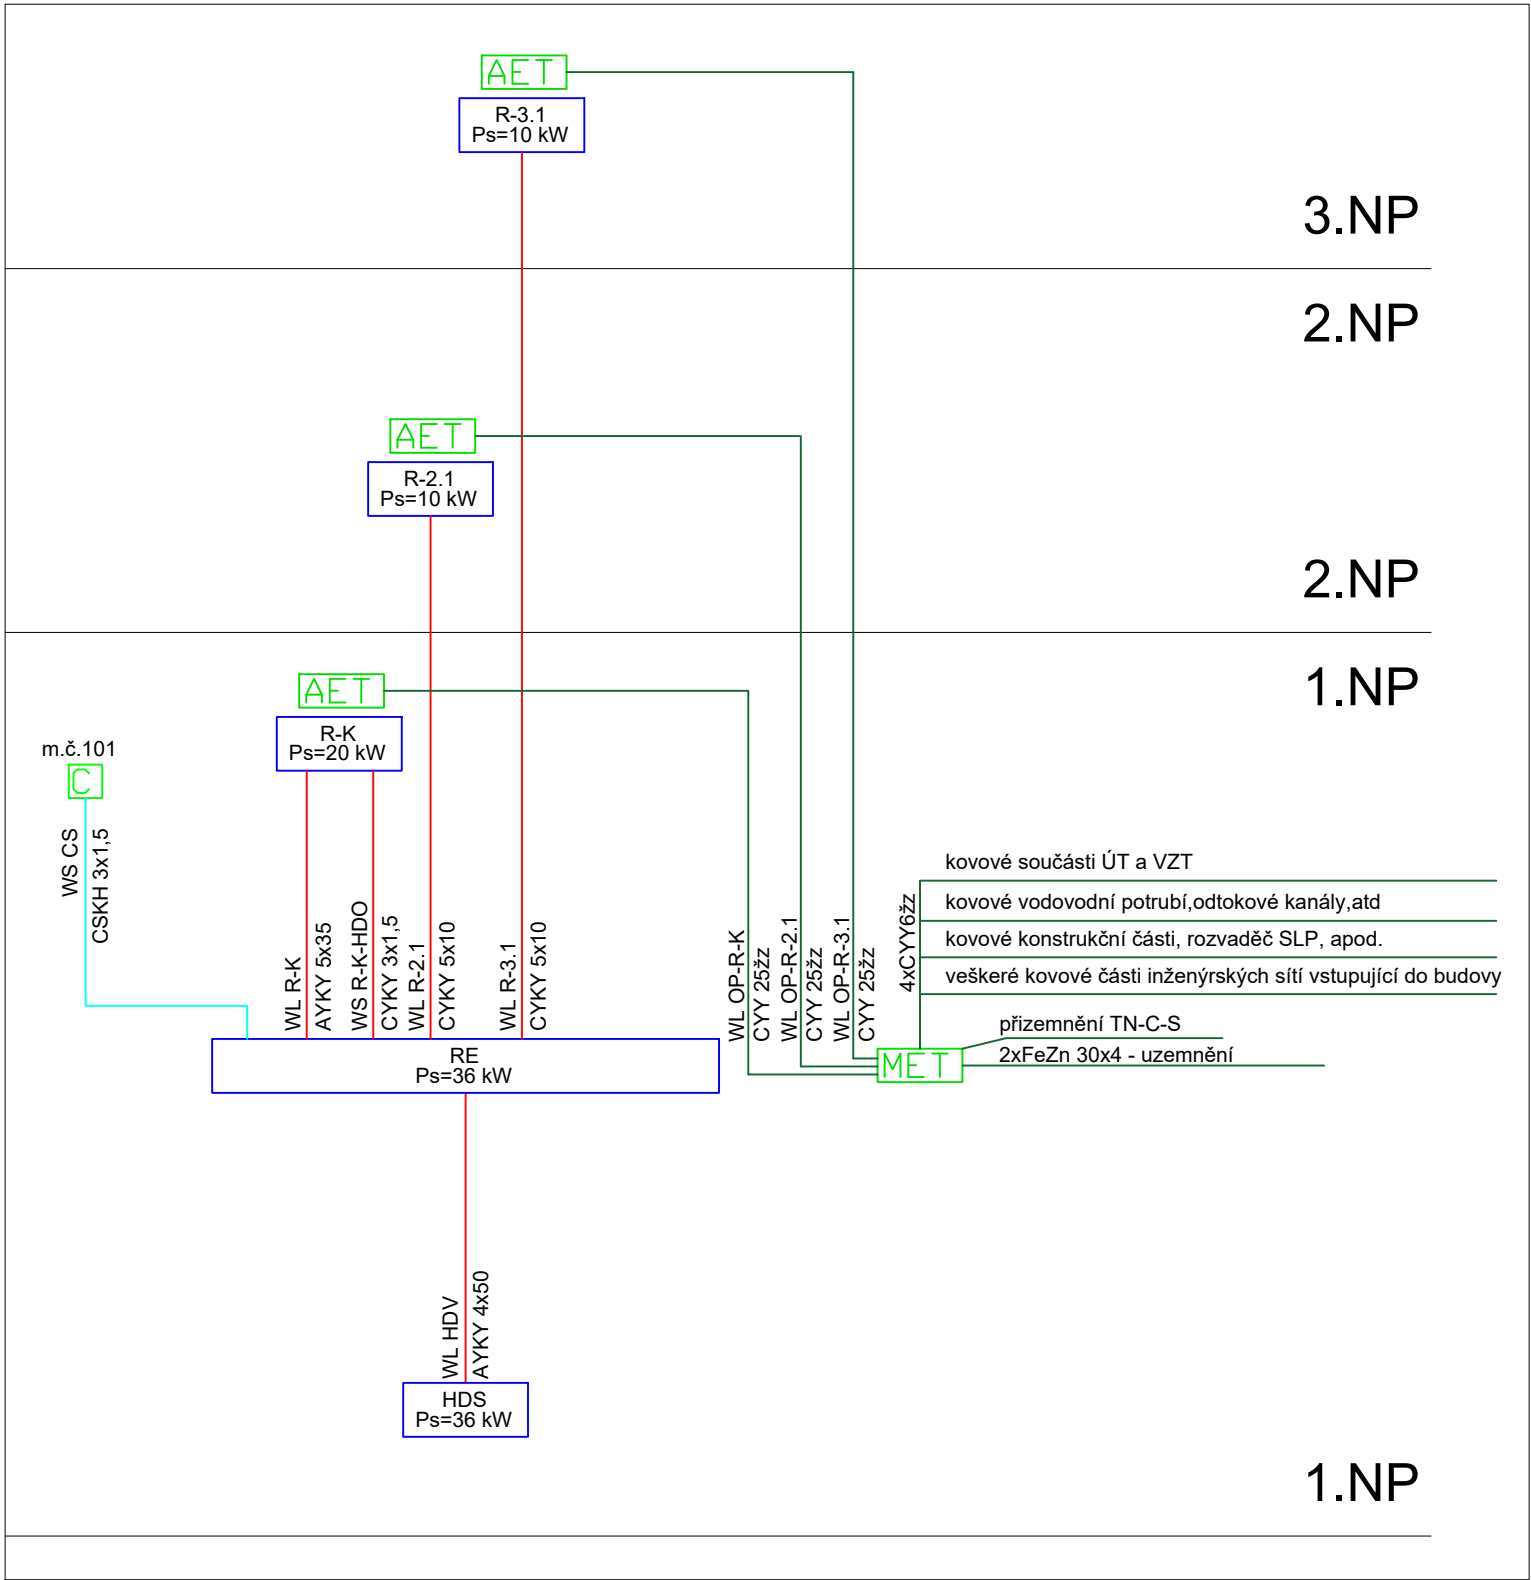 AET
R-3.1
Ps=10 kW
3.NP
2.NP
AET
R-2.1
Ps=10 kW
2.NP
1.NP
AET
R-K
Ps=20 kW
m.č.101
C
WS CS
CSKH 3x1,5
WL R-K
AYKY 5x35
WS R-K-HDO
CYKY 3x1,5
WL R-2.1
CYKY 5x10
WL R-3.1
CYKY 5x10
WL OP-R-K
CYY 25žz
WL OP-R-2.1
CYY 25žz
WL OP-R-3.1
CYY 25žz
4xCYY6žz
kovové součásti ÚT a VZT
kovové vodovodní potrubí,odtokové kanály,atd
kovové konstrukční části, rozvaděč SLP, apod.
veškeré kovové části inženýrských sítí vstupující do budovy
přizemnění TN-C-S
2xFeZn 30x4 - uzemnění
MET
RE
Ps=36 kW
WL HDV
AYKY 4x50
HDS
Ps=36 kW
1.NP